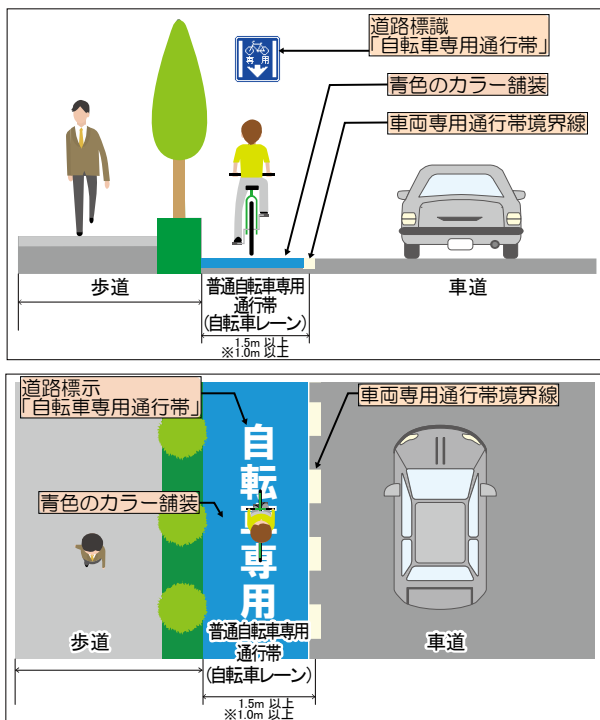 道路標識
「自転車専用通行帯」
専用
青色のカラー舗装
車両専用通行帯境界線
歩道
普通自転車専用
通行帯
(自転車レーン)
車道
1.5m 以上
※1.0m 以上
道路標示
「自転車専用通行帯」
車両専用通行帯境界線
青色のカラー舗装
自転車専用
歩道
普通自転車専用
通行帯
(自転車レーン)
車道
1.5m 以上
※1.0m 以上